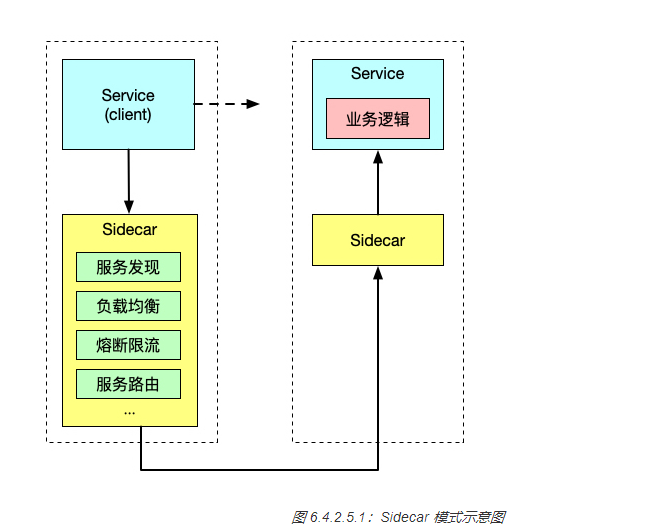 Service
(client)
Sidecar
服务发现
负载均衡
熔断限流
服务路由
...
Service
业务逻辑
Sidecar
图 6.4.2.5.1：Sidecar 模式示意图